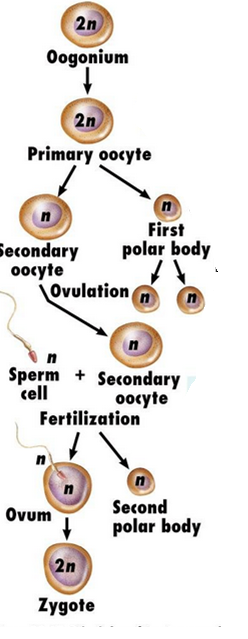 2n
Oogonium
2n
Primary oocyte
n
n
Secondary
oocyte
First
polar body
Ovulation
n
n
n
n
Sperm
cell
+
Secondary
oocyte
Fertilization
n
n
n
Ovum
Second
polar body
2n
Zygote